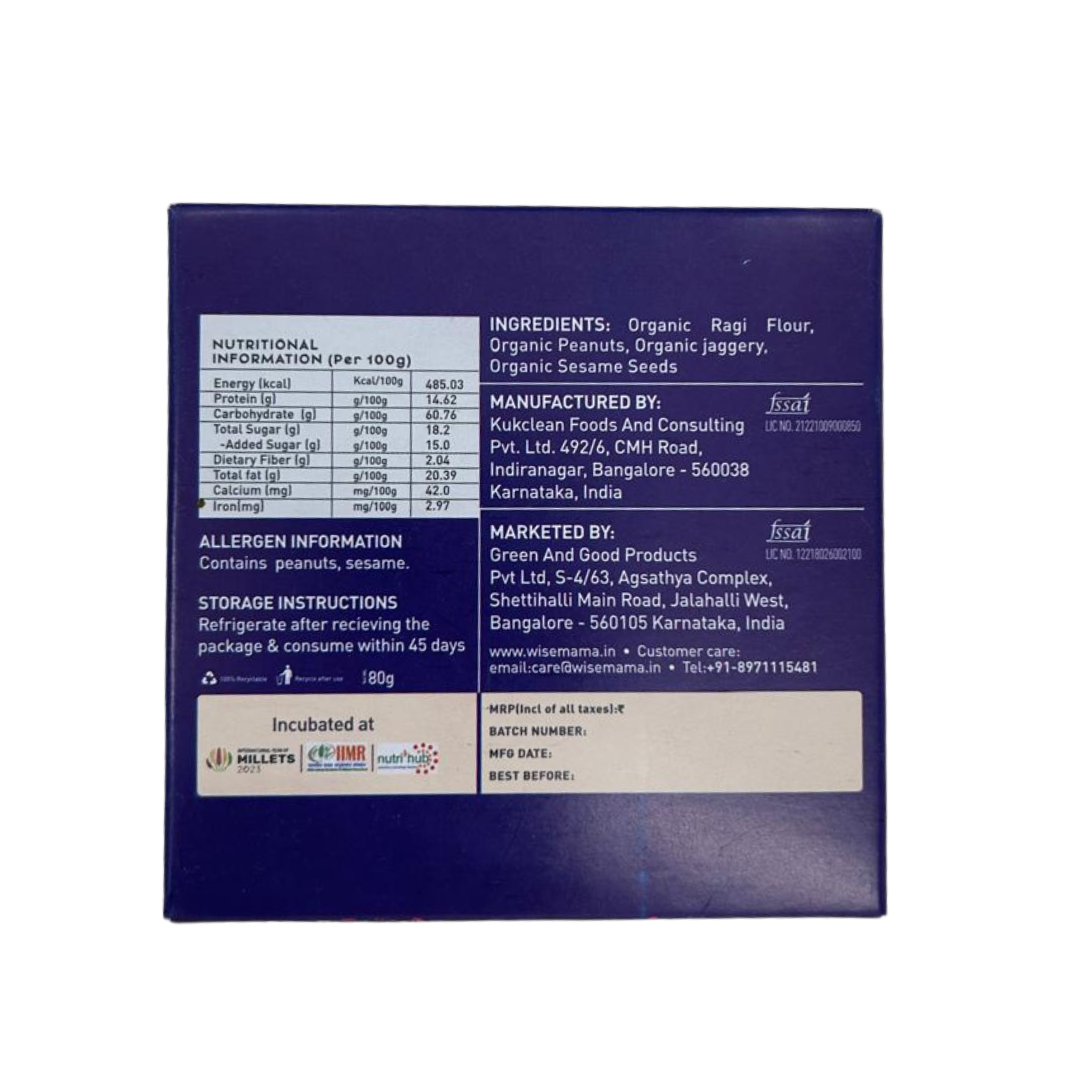 NUTRITIONAL
INFORMATION (Per 100g)
Energy (kcal) Kcal/100g 485.03
Protein (g) g/100g 14.62
Carbohydrate (g) g/100g 60.76
Total Sugar (g) g/100g 18.2
-Added Sugar (g) g/100g 15.0
Dietary Fiber (g) g/100g 2.04
Total fat (g) g/100g 20.39
Calcium (mg) mg/100g 42.0
Iron(mg) mg/100g 2.97
ALLERGEN INFORMATION
Contains peanuts, sesame.
STORAGE INSTRUCTIONS
Refrigerate after recieving the
package & consume within 45 days
100% Recyclable Recycle after use 80g
Incubated at
INTERNATIONAL YEAR OF
MILLETS
2023
IIMR
nutrihub
INGREDIENTS: Organic Ragi Flour,
Organic Peanuts, Organic jaggery,
Organic Sesame Seeds
MANUFACTURED BY:
fssai
Kukclean Foods And Consulting
LIC NO. 21221009000850
Pvt. Ltd. 492/6, CMH Road,
Indiranagar, Bangalore - 560038
Karnataka, India
MARKETED BY:
fssai
Green And Good Products
LIC NO. 12218026002100
Pvt Ltd, S-4/63, Agsathya Complex,
Shettihalli Main Road, Jalahalli West,
Bangalore - 560105 Karnataka, India
www.wisemama.in • Customer care:
email:care@wisemama.in • Tel:+91-8971115481
MRP(Incl of all taxes):₹
BATCH NUMBER:
MFG DATE:
BEST BEFORE: